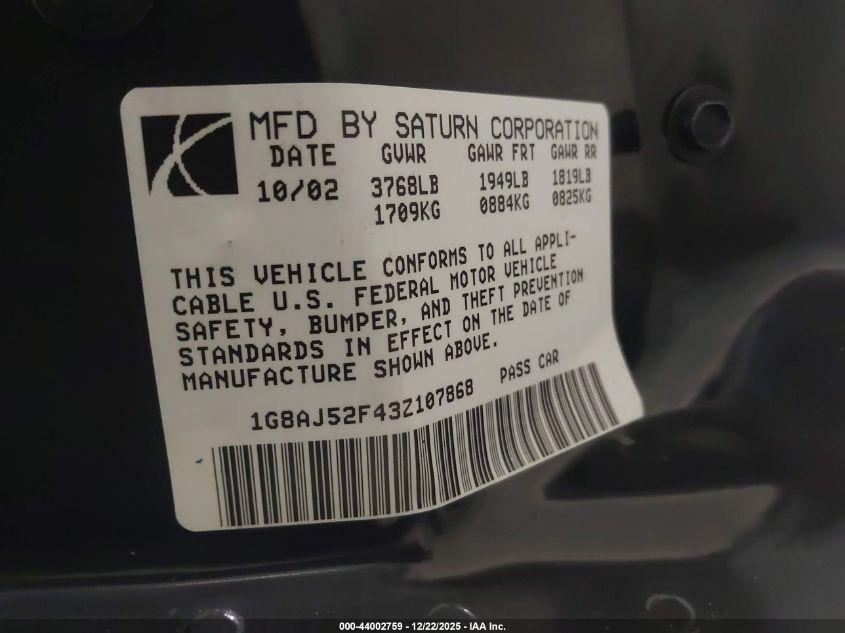 MFD BY SATURN CORPORATION
DATE GVWR GAWR FRT GAWR RR
10/02 3768LB 1949LB 1819LB
1709KG 0884KG 0825KG
THIS VEHICLE CONFORMS TO ALL APPLI-
CABLE U.S. FEDERAL MOTOR VEHICLE
SAFETY, BUMPER, AND THEFT PREVENTION
STANDARDS IN EFFECT ON THE DATE OF
MANUFACTURE SHOWN ABOVE.
1G8AJ52F43Z107868 PASS CAR
000-44002759 - 12/22/2025 - IAA Inc.